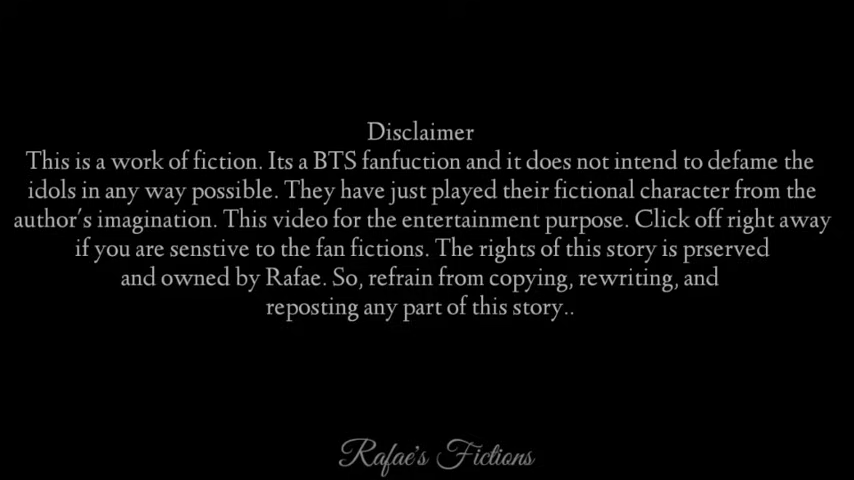 Disclaimer
This is a work of fiction. Its a BTS fanfuction and it does not intend to defame the
idols in any way possible. They have just played their fictional character from the
author's imagination. This video for the entertainment purpose. Click off right away
if you are senstive to the fan fictions. The rights of this story is prserved
and owned by Rafae. So, refrain from copying, rewriting, and
reposting any part of this story..
Rafae's Fictions